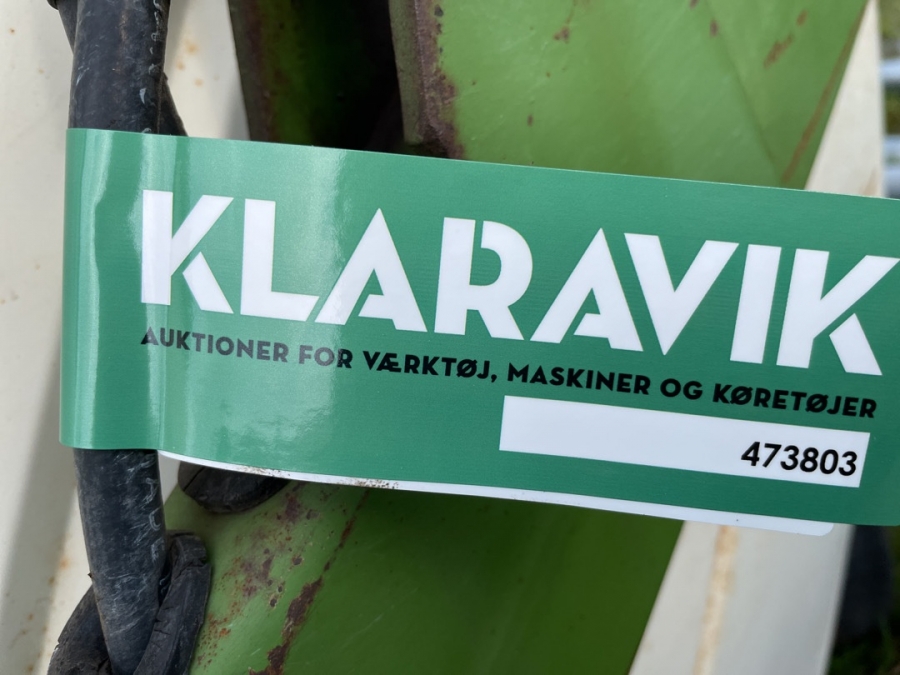 KLARAVIK
AUKTIONER FOR VÆRKTØJ, MASKINER OG KØRETØJER
473803